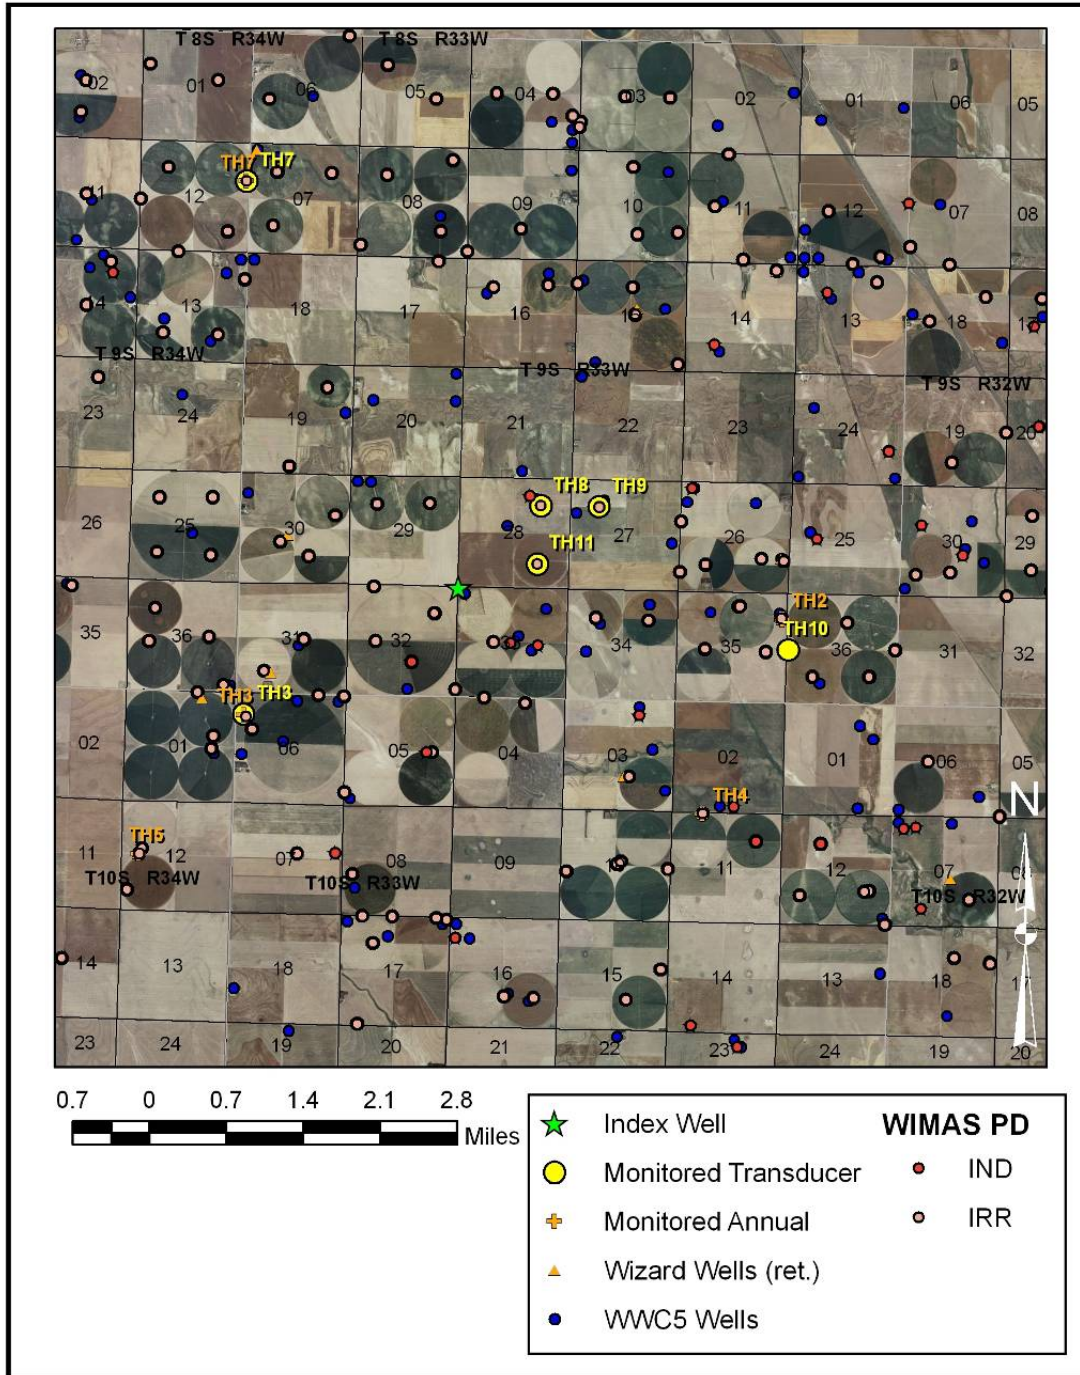 T 8S R34W T 8S R33W
02 01 06 05 04 03 02 01 06 05
TH7 TH7
11 12 07 08 09 10 11 12 07 08
14 13 18 17 16 15 14 13 18 17
T 9S R34W T 9S R33W T 9S R32W
23 24 19 20 21 22 23 24 19 20
TH8 TH9
26 25 30 29 28 27 26 25 30 29
TH11
TH2
TH10
35 36 31 32 33 34 35 36 31 32
TH3 TH3
02 01 06 05 04 03 02 01 06 05
TH4
N
TH5
11 12 07 08 09 10 11 12 07 08
T10S R34W T10S R33W T10S R32W
14 13 18 17 16 15 14 13 18 17
23 24 19 20 21 22 23 24 19 20
0.7 0 0.7 1.4 2.1 2.8
Miles
Index Well WIMAS PD
Monitored Transducer IND
Monitored Annual IRR
Wizard Wells (ret.)
WWC5 Wells